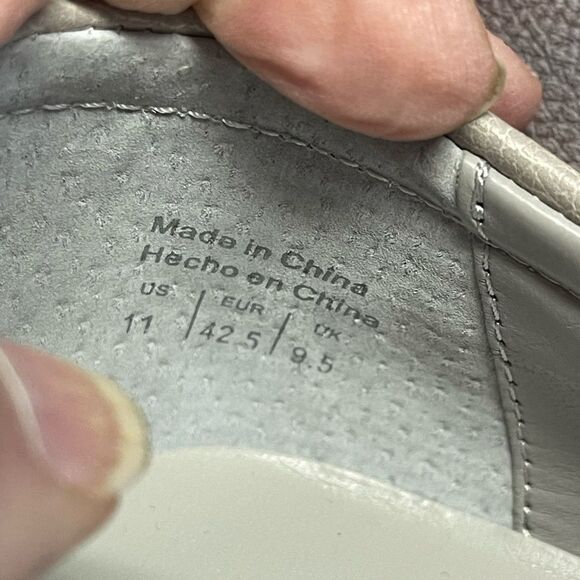 Made in China
Hecho en China
US | EUR | UK
11 | 42.5 | 9.5